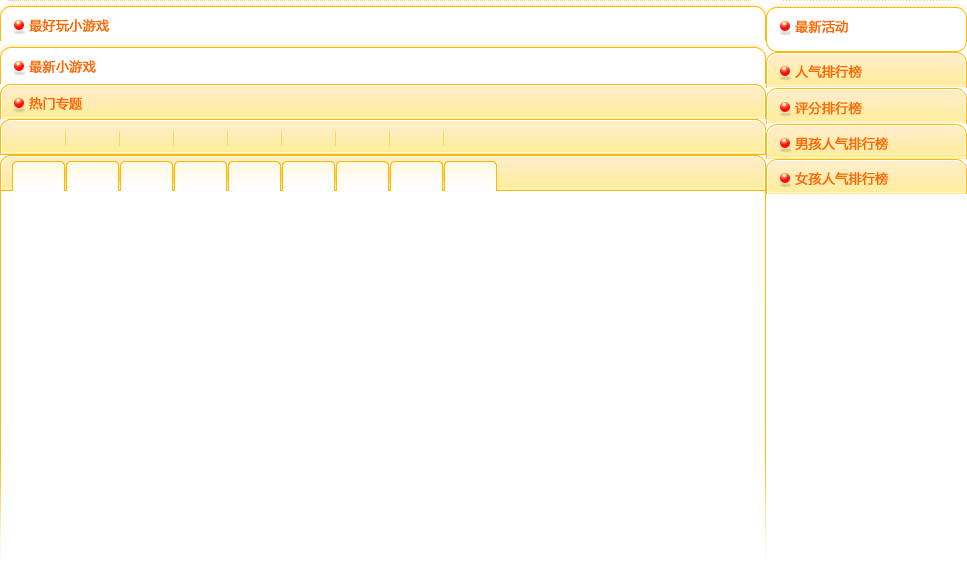 最好玩小游戏
最新小游戏
热门专题
最新活动
人气排行榜
评分排行榜
男孩人气排行榜
女孩人气排行榜